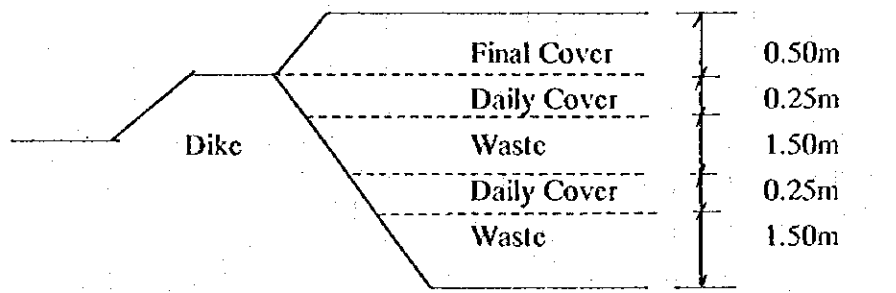 Final Cover 0.50m
Daily Cover 0.25m
Dike Waste 1.50m
Daily Cover 0.25m
Waste 1.50m